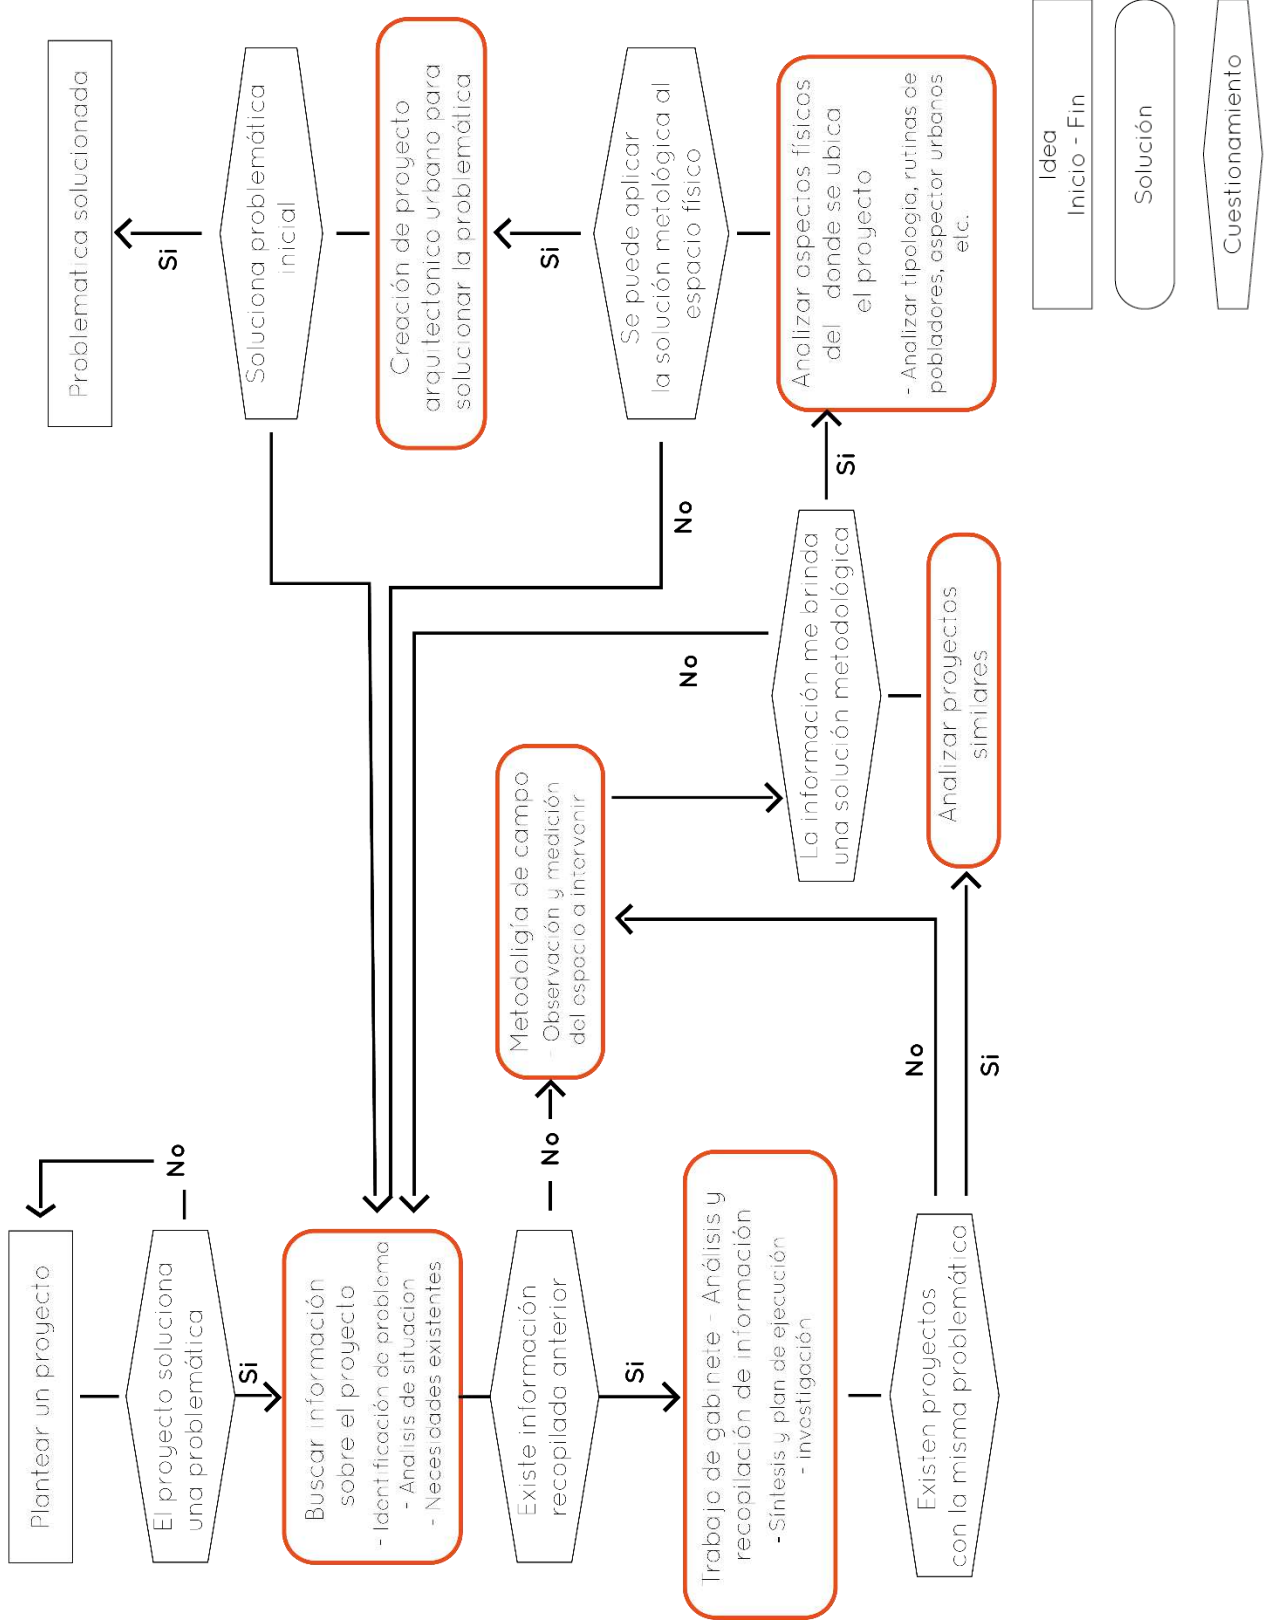 Plantear un proyecto
El proyecto soluciona
una problemática
No
Si
Buscar información
sobre el proyecto
- Identificación de problema
- Analisis de situacion
- Necesidades existentes
Existe información
recopilada anterior
No
Si
Trabajo de gabinete - Análisis y
recopilación de información
- Síntesis y plan de ejecución
- investigación
Existen proyectos
con la misma problemática
No
Si
Metodoligía de campo
- Observación y medición
del espacio a intervenir
Analizar proyectos
similares
La información me brinda
una solución metodológica
No
Si
Analizar aspectos físicos
del donde se ubica
el proyecto
- Analizar tipologia, rutinas de
pobladores, aspector urbanos
etc.
Se puede aplicar
la solución metológica al
espacio físico
No
Si
Creación de proyecto
arquitectonico urbano para
solucionar la problemática
Soluciona problemática
inicial
Si
Problematica solucionada
Idea
Inicio - Fin
Solución
Cuestionamiento